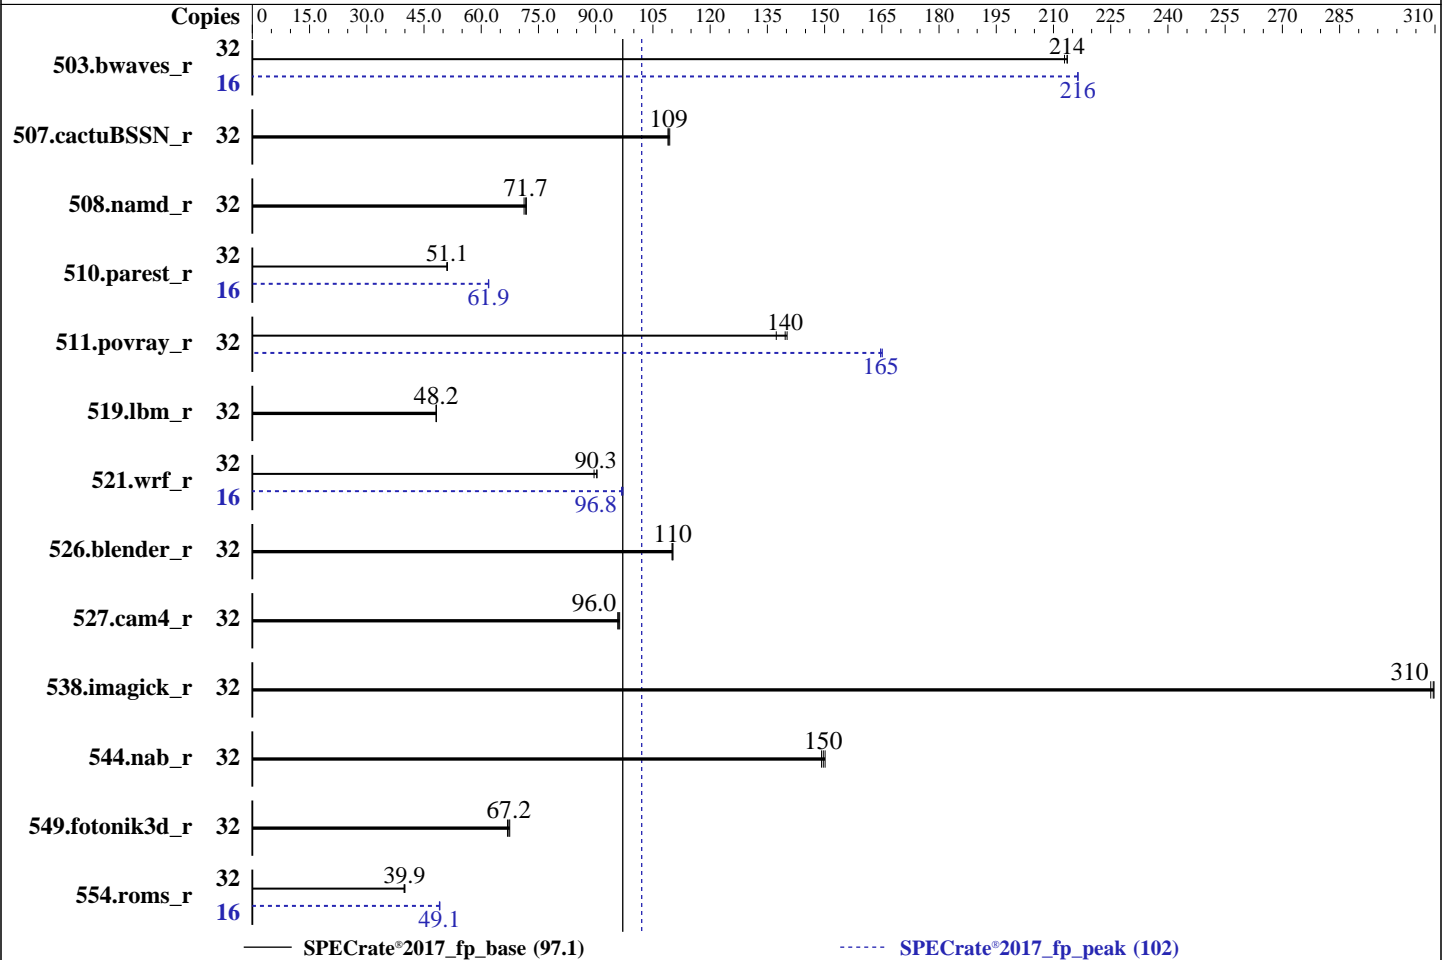 Copies 0 15.0 30.0 45.0 60.0 75.0 90.0 105 120 135 150 165 180 195 210 225 240 255 270 285 310
503.bwaves_r 32 214
16 216
507.cactuBSSN_r 32 109
508.namd_r 32 71.7
510.parest_r 32 51.1
16 61.9
511.povray_r 32 140
165
519.lbm_r 32 48.2
521.wrf_r 32 90.3
16 96.8
526.blender_r 32 110
527.cam4_r 32 96.0
538.imagick_r 32 310
544.nab_r 32 150
549.fotonik3d_r 32 67.2
554.roms_r 32 39.9
16 49.1
SPECrate®2017_fp_base (97.1) SPECrate®2017_fp_peak (102)